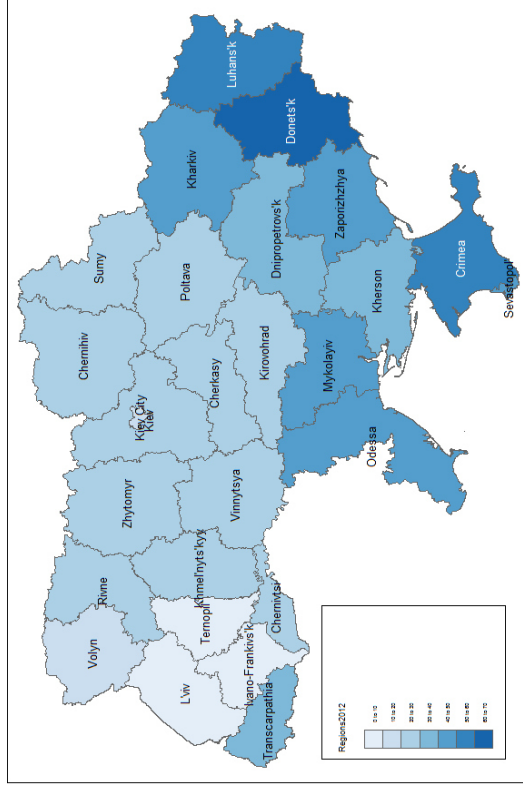 Luhans'k
Donets'k
Kharkiv
Zaporizhzhya
Dnipropetrovs'k
Sumy
Poltava
Kherson
Crimea
Sevastopol'
Chernihiv
Kiev City
Kiev
Cherkasy
Kirovohrad
Mykolayiv
Odessa
Zhytomyr
Vinnytsya
Rivne
Khmel'nyts'kyy
Chernivtsi
Volyn
Ternopil'
L'viv
Ivano-Frankivs'k
Transcarpathia
Regions2012
0 to 10
10 to 20
20 to 30
30 to 40
40 to 50
50 to 60
60 to 70